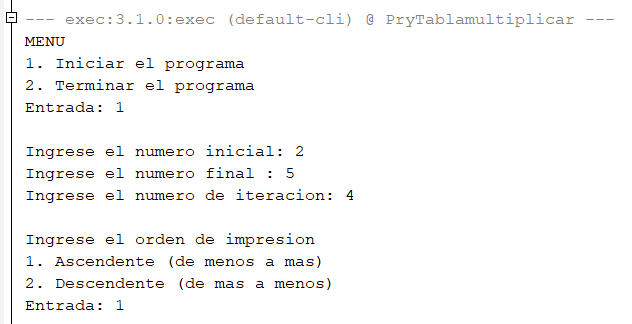 --- exec:3.1.0:exec (default-cli) @ PryTablamultiplicar ---
MENU
1. Iniciar el programa
2. Terminar el programa
Entrada: 1
Ingrese el numero inicial: 2
Ingrese el numero final : 5
Ingrese el numero de iteracion: 4
Ingrese el orden de impresion
1. Ascendente (de menos a mas)
2. Descendente (de mas a menos)
Entrada: 1